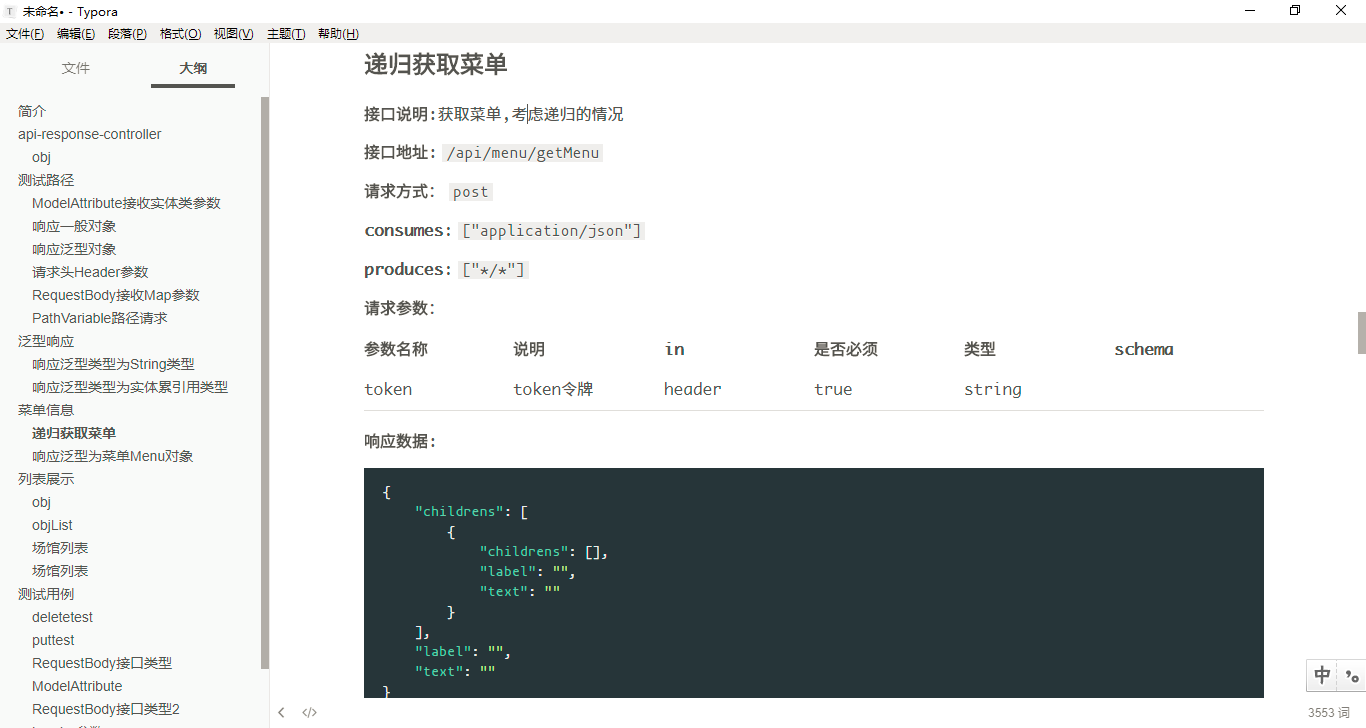 未命名• - Typora
文件(F) 编辑(E) 段落(P) 格式(O) 视图(V) 主题(T) 帮助(H)
文件 大纲
简介
api-response-controller
obj
测试路径
ModelAttribute接收实体类参数
响应一般对象
响应泛型对象
请求头Header参数
RequestBody接收Map参数
PathVariable路径请求
泛型响应
响应泛型类型为String类型
响应泛型类型为实体累引用类型
菜单信息
递归获取菜单
响应泛型为菜单Menu对象
列表展示
obj
objList
场馆列表
场馆列表
测试用例
deletetest
puttest
RequestBody接口类型
ModelAttribute
RequestBody接口类型2
递归获取菜单
接口说明:获取菜单,考虑递归的情况
接口地址: /api/menu/getMenu
请求方式: post
consumes: ["application/json"]
produces: ["*/*"]
请求参数:
参数名称 说明 in 是否必须 类型 schema
token token令牌 header true string
响应数据:
{
"childrens": [
{
"childrens": [],
"label": "",
"text": ""
}
],
"label": "",
"text": ""
}
中
3553 词